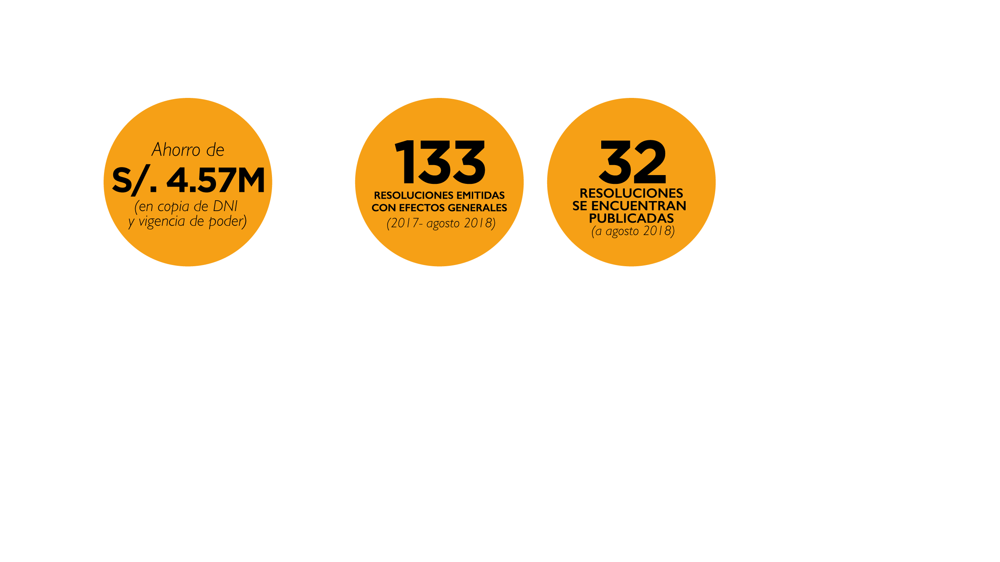 Ahorro de
S/. 4.57M
(en copia de DNI
y vigencia de poder)
133
RESOLUCIONES EMITIDAS
CON EFECTOS GENERALES
(2017- agosto 2018)
32
RESOLUCIONES
SE ENCUENTRAN
PUBLICADAS
(a agosto 2018)